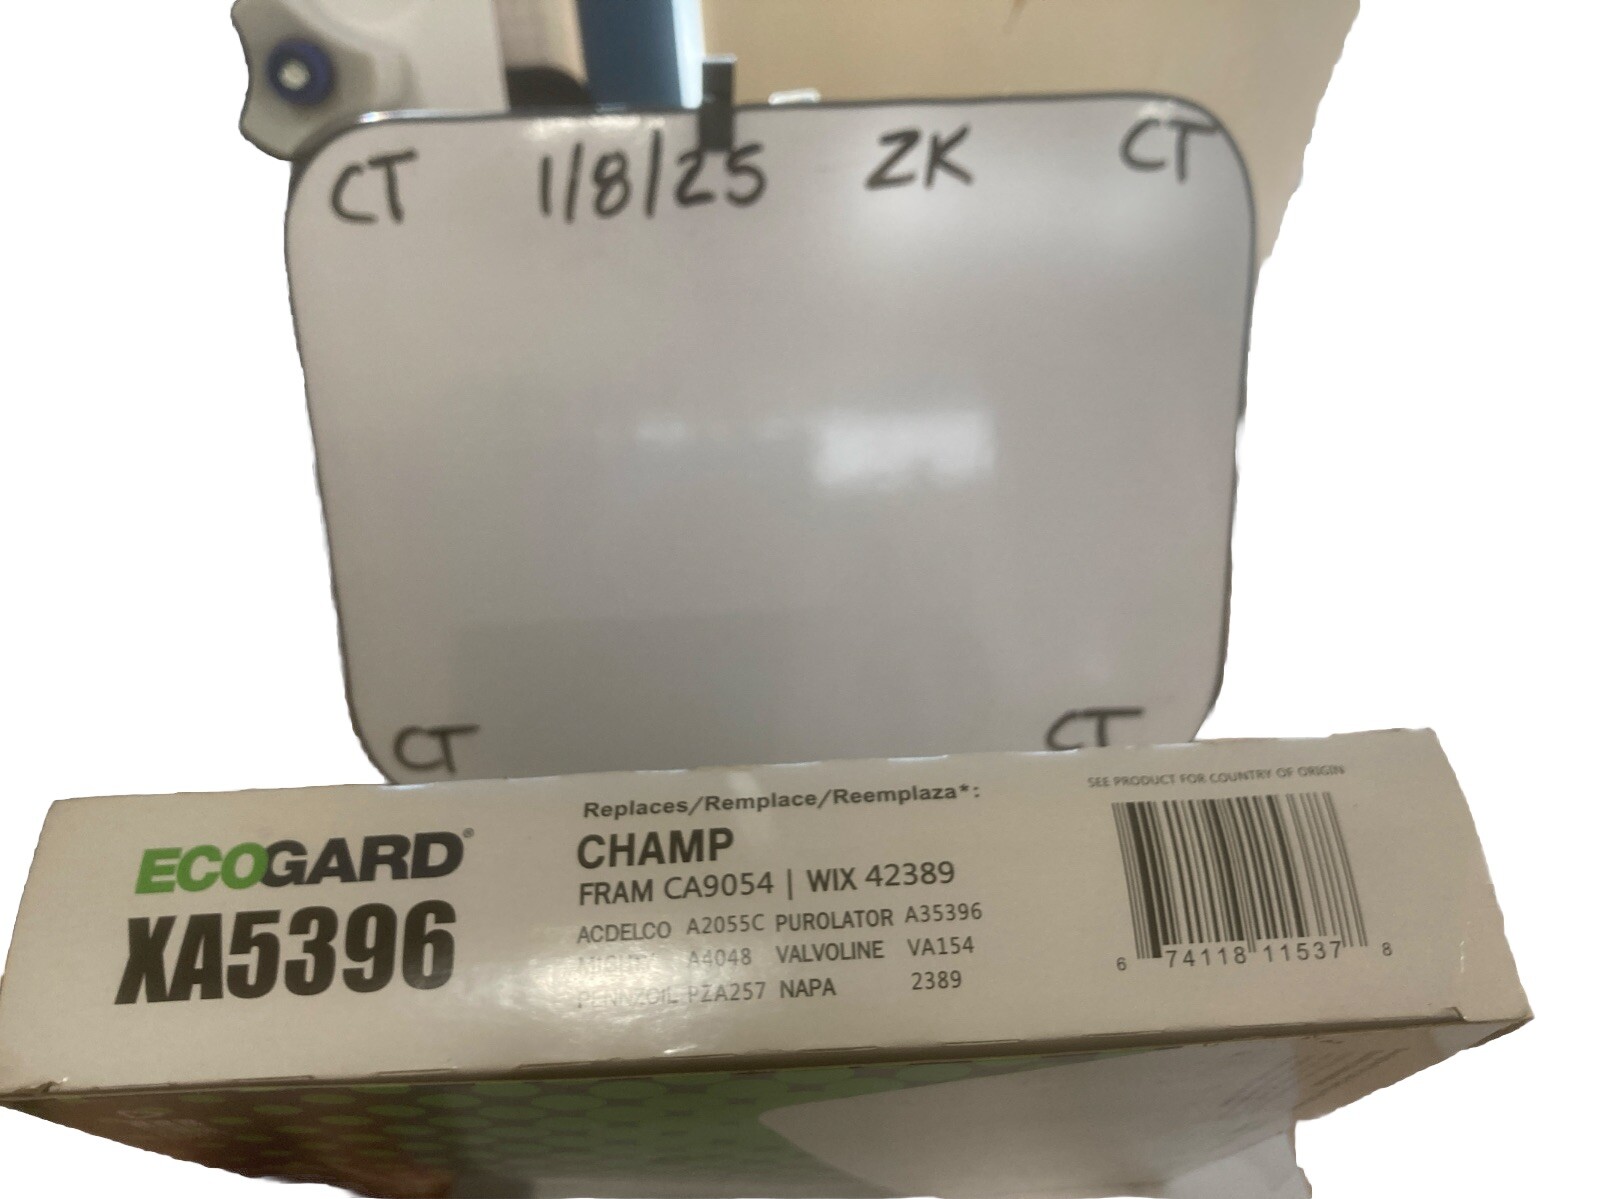 CT 1/8/25 ZK CT
CT CT
SEE PRODUCT FOR COUNTRY OF ORIGIN
Replaces/Remplace/Reemplaza*:
ECOGARD®
XA5396
CHAMP
FRAM CA9054 | WIX 42389
ACDELCO A2055C PUROLATOR A35396
MIGHTY A4048 VALVOLINE VA154
PENNZOIL PZA257 NAPA 2389
6 74118 11537 8